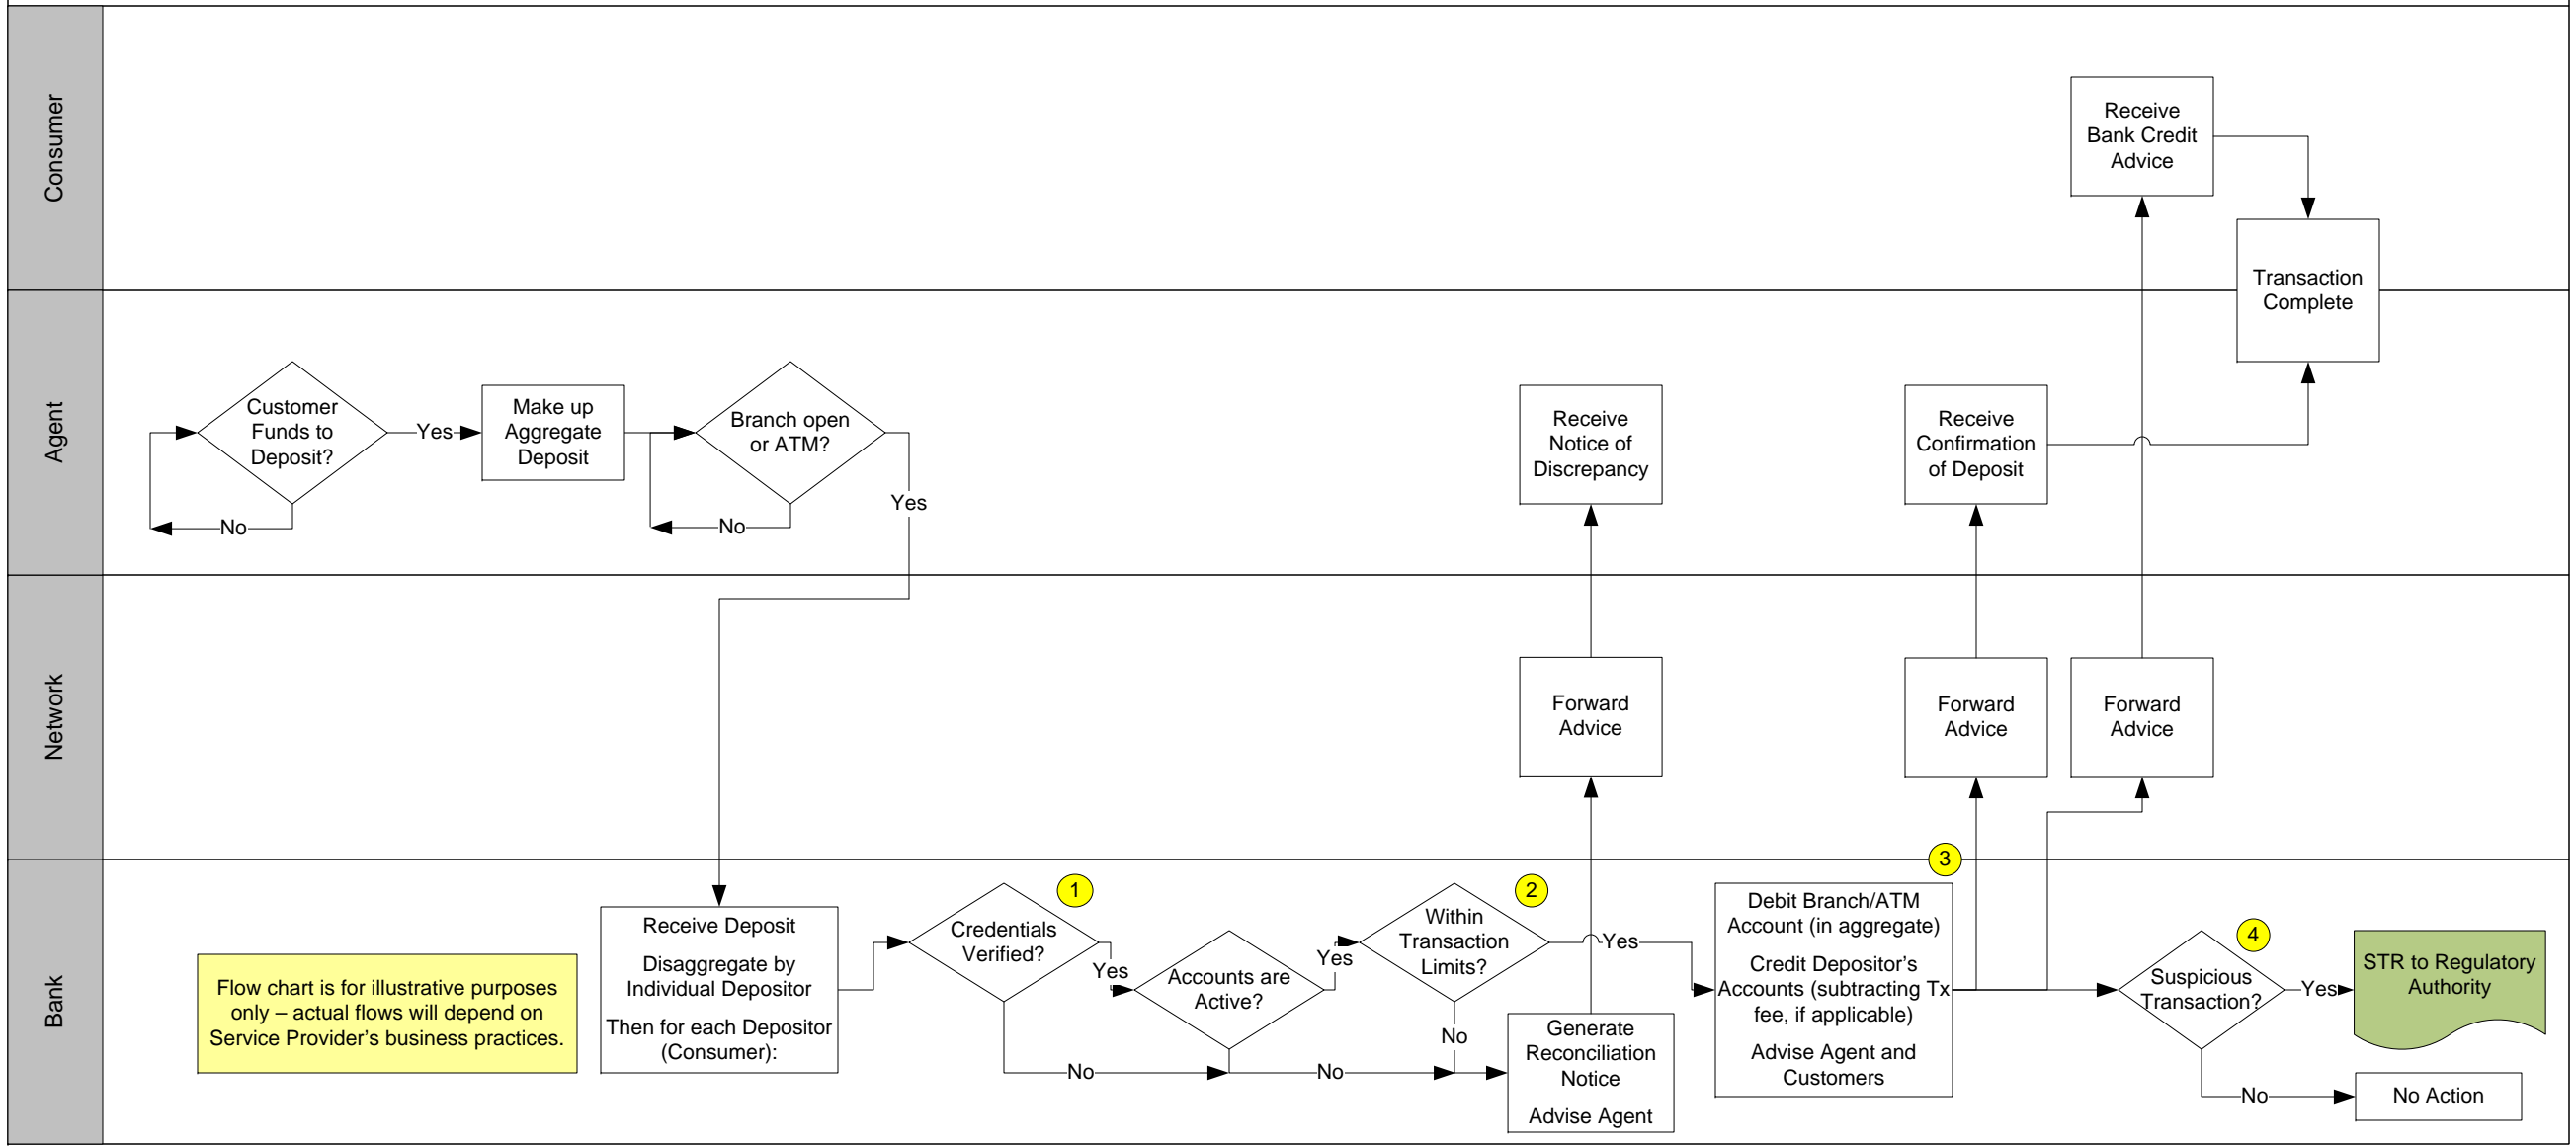 Consumer
Receive
Bank Credit
Advice
Transaction
Complete
Agent
Customer
Funds to
Deposit?
Yes
No
Make up
Aggregate
Deposit
Branch open
or ATM?
No
Yes
Receive
Notice of
Discrepancy
Receive
Confirmation
of Deposit
Network
Forward
Advice
Forward
Advice
Forward
Advice
Bank
Flow chart is for illustrative purposes
only – actual flows will depend on
Service Provider's business practices.
Receive Deposit
Disaggregate by
Individual Depositor
Then for each Depositor
(Consumer):
1
Credentials
Verified?
Yes
No
Accounts are
Active?
Yes
No
2
Within
Transaction
Limits?
Yes
No
Generate
Reconciliation
Notice
Advise Agent
3
Debit Branch/ATM
Account (in aggregate)
Credit Depositor's
Accounts (subtracting Tx
fee, if applicable)
Advise Agent and
Customers
4
Suspicious
Transaction?
Yes
No
STR to Regulatory
Authority
No Action